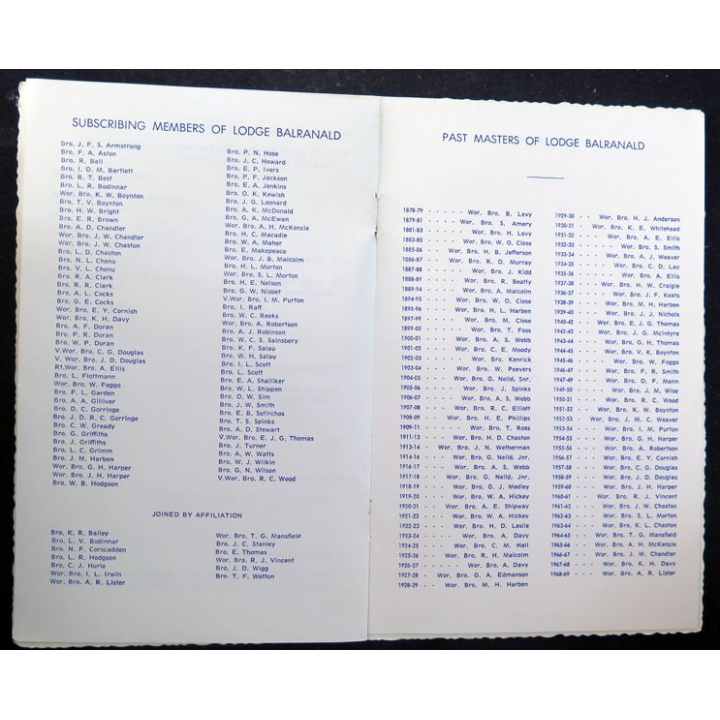 SUBSCRIBING MEMBERS OF LODGE BALRANALD
Bro. J. F. S. Armstrong
Bro. F. A. Aston
Bro. R. Ball
Bro. I. D. M. Bartlett
Bro. R. T. Best
Bro. L. R. Bodinnar
Wor. Bro. K. W. Boynton
Bro. T. V. Boynton
Bro. H. W. Bright
Bro. E. R. Brown
Bro. A. D. Chandler
Wor. Bro. J. W. Chandler
Wor. Bro. J. W. Chaston
Bro. L. D. Chaston
Bro. N. L. Chenu
Bro. V. L. Chenu
Bro. R. A. Clark
Bro. R. R. Clark
Bro. A. L. Cocks
Bro. G. E. Cocks
Wor. Bro. E. Y. Cornish
Wor. Bro. K. H. Davy
Bro. A. F. Doran
Bro. P. R. Doran
Bro. W. P. Doran
V.Wor. Bro. C. G. Douglas
V. Wor. Bro. J. D. Douglas
Rt.Wor. Bro. A. Ellis
Bro. L. Flottmann
Wor. Bro. W. Foggo
Bro. F. L. Garden
Bro. A. A. Gilliver
Bro. D. C. Gorringe
Bro. J. D. R. C. Gorringe
Bro. C. W. Gready
Bro. G. Griffiths
Bro. J. Griffiths
Bro. L. C. Grimm
Bro. J. M. Harben
Wor. Bro. G. H. Harper
Wor. Bro. J. H. Harper
Bro. W. B. Hodgson
Bro. P. N. Hose
Bro. J. C. Howard
Bro. E. P. Ivers
Bro. P. F. Jackson
Bro. E. A. Jenkins
Bro. O. K. Kewish
Bro. J. G. Leonard
Bro. A. K. McDonald
Bro. G. A. McEwan
Wor. Bro. A. H. McKenzie
Bro. H. C. Macadie
Bro. W. A. Maher
Bro. E. Makepeace
Wor. Bro. J. B. Malcolm
Bro. H. L. Morton
Wor. Bro. S. L. Morton
Bro. H. E. Nelson
Bro. G. W. Nisbet
V.Wor. Bro. I. M. Purton
Bro. I. Raff
Bro. W. C. Reeks
Wor. Bro. A. Robertson
Bro. A. J. Robinson
Bro. W. C. S. Sainsbery
Bro. K. F. Salau
Bro. W. H. Salau
Bro. I. L. Scott
Bro. L. Scott
Bro. E. A. Shalliker
Bro. W. L. Shippen
Bro. D. W. Sim
Bro. J. W. Smith
Bro. E. B. Sotirchos
Bro. T. S. Spinks
Bro. A. D. Stewart
V.Wor. Bro. E. J. G. Thomas
Bro. J. Turner
Bro. A. W. Watts
Bro. W. J. Wilkin
Bro. G. N. Wilson
V.Wor. Bro. R. C. Wood
JOINED BY AFFILIATION
Bro. K. R. Bailey
Bro. L. V. Bodinnar
Bro. N. F. Corscadden
Bro. L. R. Hodgson
Bro. C. J. Hurle
Wor. Bro. I. L. Irwin
Wor. Bro. A. R. Lister
Wor. Bro. T. G. Mansfield
Bro. J. C. Stanley
Bro. E. Thomas
Wor. Bro. R. J. Vincent
Bro. J. D. Wigg
Bro. T. F. Wotton
PAST MASTERS OF LODGE BALRANALD
1878-79 - - - - - Wor. Bro. B. Levy
1879-81 - - - - Wor. Bro. S. Amery
1881-83 - - - - Wor. Bro. H. Levy
1883-85 - - - Wor. Bro. W. O. Close
1885-86 - - Wor. Bro. H. B. Jefferson
1886-87 - - Wor. Bro. R. D. Murray
1887-88 - - - - Wor. Bro. J. Kidd
1888-89 - - - Wor. Bro. R. Beatty
1889-94 - - - Wor. Bro. A. Malcolm
1894-95 - - - Wor. Bro. W. O. Close
1895-96 - - - Wor. Bro. H. L. Harben
1897-99 - - - - Wor. Bro. M. Close
1899-00 - - - - Wor. Bro. T. Foss
1900-01 - - - Wor. Bro. A. S. Webb
1901-02 - - Wor. Bro. C. E. Moody
1902-03 - - - - Wor. Bro. Kenrick
1903-04 - - - Wor. Bro. W. Peevers
1904-05 - - Wor. Bro. G. Neild, Snr.
1905-06 - - - Wor. Bro. J. Spinks
1906-07 - - - Wor. Bro. A. S. Webb
1907-08 - - - Wor. Bro. R. C. Elliott
1908-09 - - Wor. Bro. H. E. Phillips
1909-11 - - - - Wor. Bro. T. Ross
1911-13 - - Wor. Bro. H. D. Chaston
1913-14 - - Wor. Bro. J. N. Wetherman
1914-16 - - Wor. Bro. G. Neild, Jnr.
1916-17 - - - Wor. Bro. A. S. Webb
1917-18 - - Wor. Bro. G. Neild, Jnr.
1918-19 - - Wor. Bro. G. J. Medley
1919-20 - - Wor. Bro. W. A. Hickey
1920-21 - - Wor. Bro. A. E. Shipway
1921-22 - - Wor. Bro. W. A. Hickey
1922-23 - - Wor. Bro. H. D. Leslie
1923-24 - - - Wor. Bro. A. Davy
1924-25 - - - Wor. Bro. C. M. Hall
1925-26 - - Wor. Bro. R. H. Malcolm
1926-27 - - - Wor. Bro. A. Davy
1927-28 - - Wor. Bro. G. A. Edmanson
1928-29 - - Wor. Bro. M. H. Harben
1929-30 - - Wor. Bro. H. J. Anderson
1930-31 - - Wor. Bro. K. E. Whitehead
1931-32 - - - Wor. Bro. A. E. Ellis
1932-33 - - - - Wor. Bro. S. Smith
1933-34 - - - Wor. Bro. A. J. Weaver
1934-35 - - - Wor. Bro. C. D. Ley
1935-36 - - - - Wor. Bro. A. Ellis
1937-38 - - Wor. Bro. H. W. Craigie
1936-37 - - - Wor. Bro. J. F. Keefs
1938-39 - - Wor. Bro. M. H. Harben
1939-40 - - - Wor. Bro. J. J. Nichols
1940-42 - - Wor. Bro. E. J. G. Thomas
1942-43 - - Wor. Bro. J. G. McIntyre
1943-44 - - Wor. Bro. G. H. Thomas
1944-45 - - Wor. Bro. V. K. Boynton
1945-46 - - - Wor. Bro. W. Foggo
1946-47 - - - Wor. Bro. F. R. Smith
1947-49 - - - Wor. Bro. D. F. Mann
1949-50 - - - Wor. Bro. J. M. Wise
1950-51 - - - Wor. Bro. R. C. Wood
1951-52 - - Wor. Bro. K. W. Boynton
1952-53 - - Wor. Bro. J. M. C. Weaver
1953-54 - - - Wor. Bro. I. M. Purton
1954-55 - - Wor. Bro. G. H. Harper
1955-56 - - Wor. Bro. A. Robertson
1956-57 - - Wor. Bro. E. Y. Cornish
1957-58 - - Wor. Bro. C. G. Douglas
1958-59 - - Wor. Bro. J. D. Douglas
1959-60 - - - Wor. Bro. J. H. Harper
1960-61 - - - Wor. Bro. R. J. Vincent
1961-62 - - Wor. Bro. J. W. Chaston
1962-63 - - Wor. Bro. S. L. Morton
1963-64 - - Wor. Bro. K. L. Chaston
1964-65 - - Wor. Bro. T. G. Mansfield
1965-66 - - Wor. Bro. A. H. McKenzie
1966-67 - - Wor. Bro. J. W. Chandler
1967-68 - - - Wor. Bro. K. H. Davy
1968-69 - - - Wor. Bro. A. R. Lister